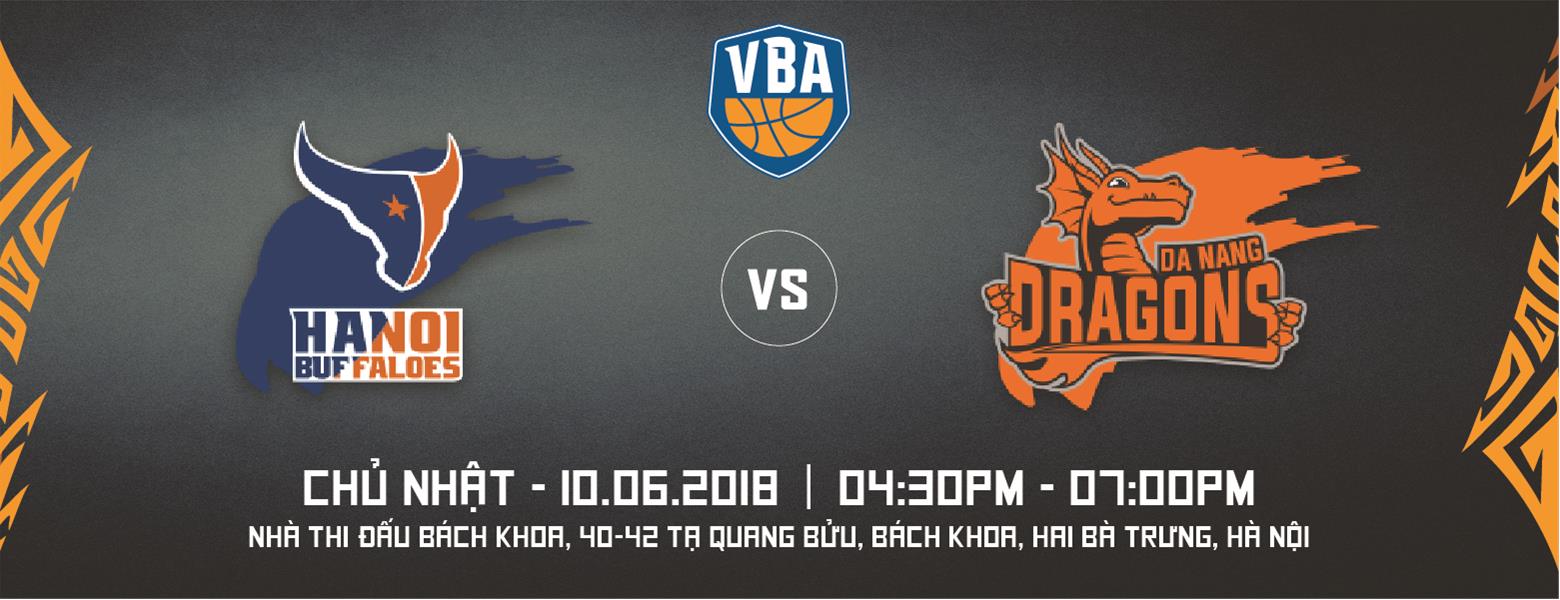 VBA
HANOI
BUFFALOES
VS
DA NANG
DRAGONS
CHỦ NHẬT - 10.06.2018 | 04:30PM - 07:00PM
NHÀ THI ĐẤU BÁCH KHOA, 40-42 TẠ QUANG BỬU, BÁCH KHOA, HAI BÀ TRƯNG, HÀ NỘI